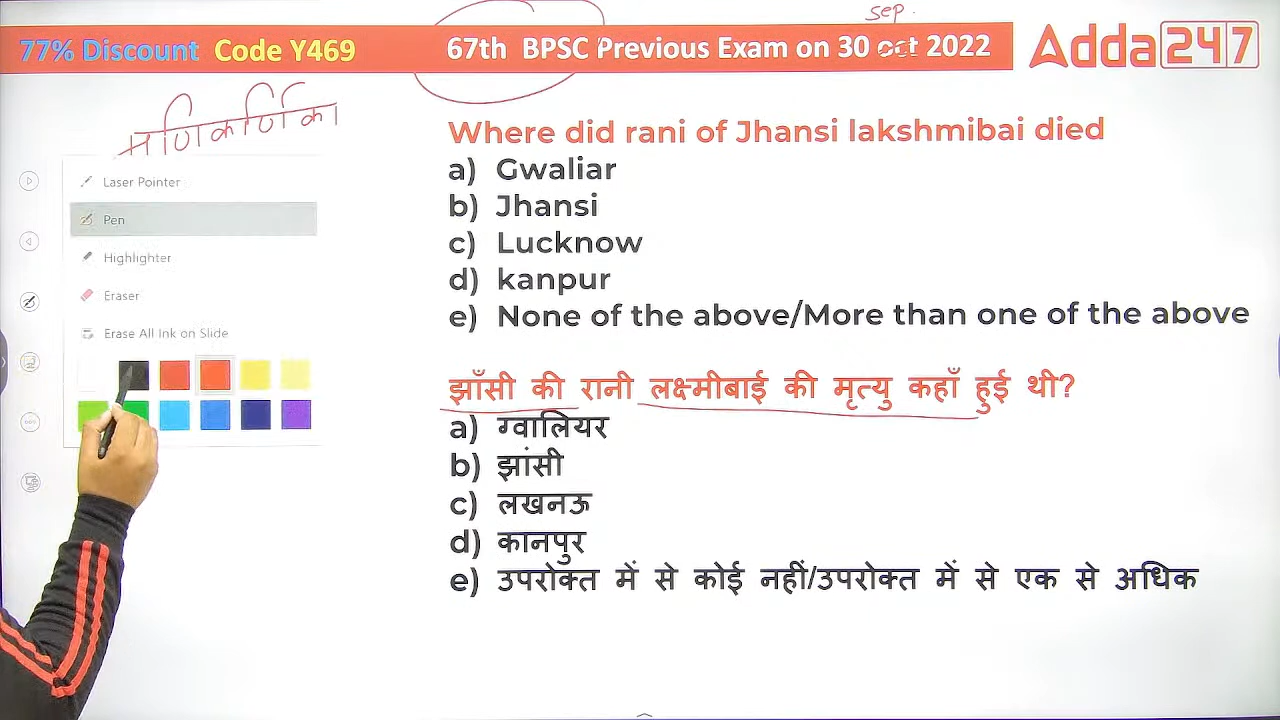 sep.
77% Discount Code Y469
67th BPSC Previous Exam on 30 oct 2022
Adda247
मणिकर्णिका
Where did rani of Jhansi lakshmibai died
a) Gwaliar
b) Jhansi
c) Lucknow
d) kanpur
e) None of the above/More than one of the above
Laser Pointer
Pen
Highlighter
Eraser
Erase All Ink on Slide
झाँसी की रानी लक्ष्मीबाई की मृत्यु कहाँ हुई थी?
a) ग्वालियर
b) झांसी
c) लखनऊ
d) कानपुर
e) उपरोक्त में से कोई नहीं/उपरोक्त में से एक से अधिक